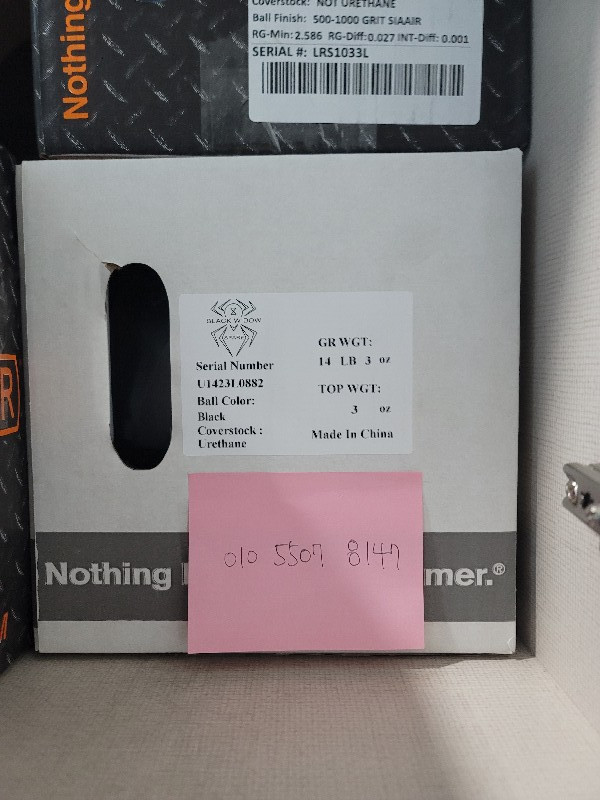 Nothing
Coverstock: NOT URETHANE
Ball Finish: 500-1000 GRIT SIAAIR
RG-Min: 2.586 RG-Diff: 0.027 INT-Diff: 0.001
SERIAL #: LRS1033L
BLACK WIDOW
Serial Number
U1423L0882
Ball Color:
Black
Coverstock :
Urethane
GR WGT:
14 LB 3 oz
TOP WGT:
3 oz
Made In China
010 5507 8147
Nothing
mer.®
R